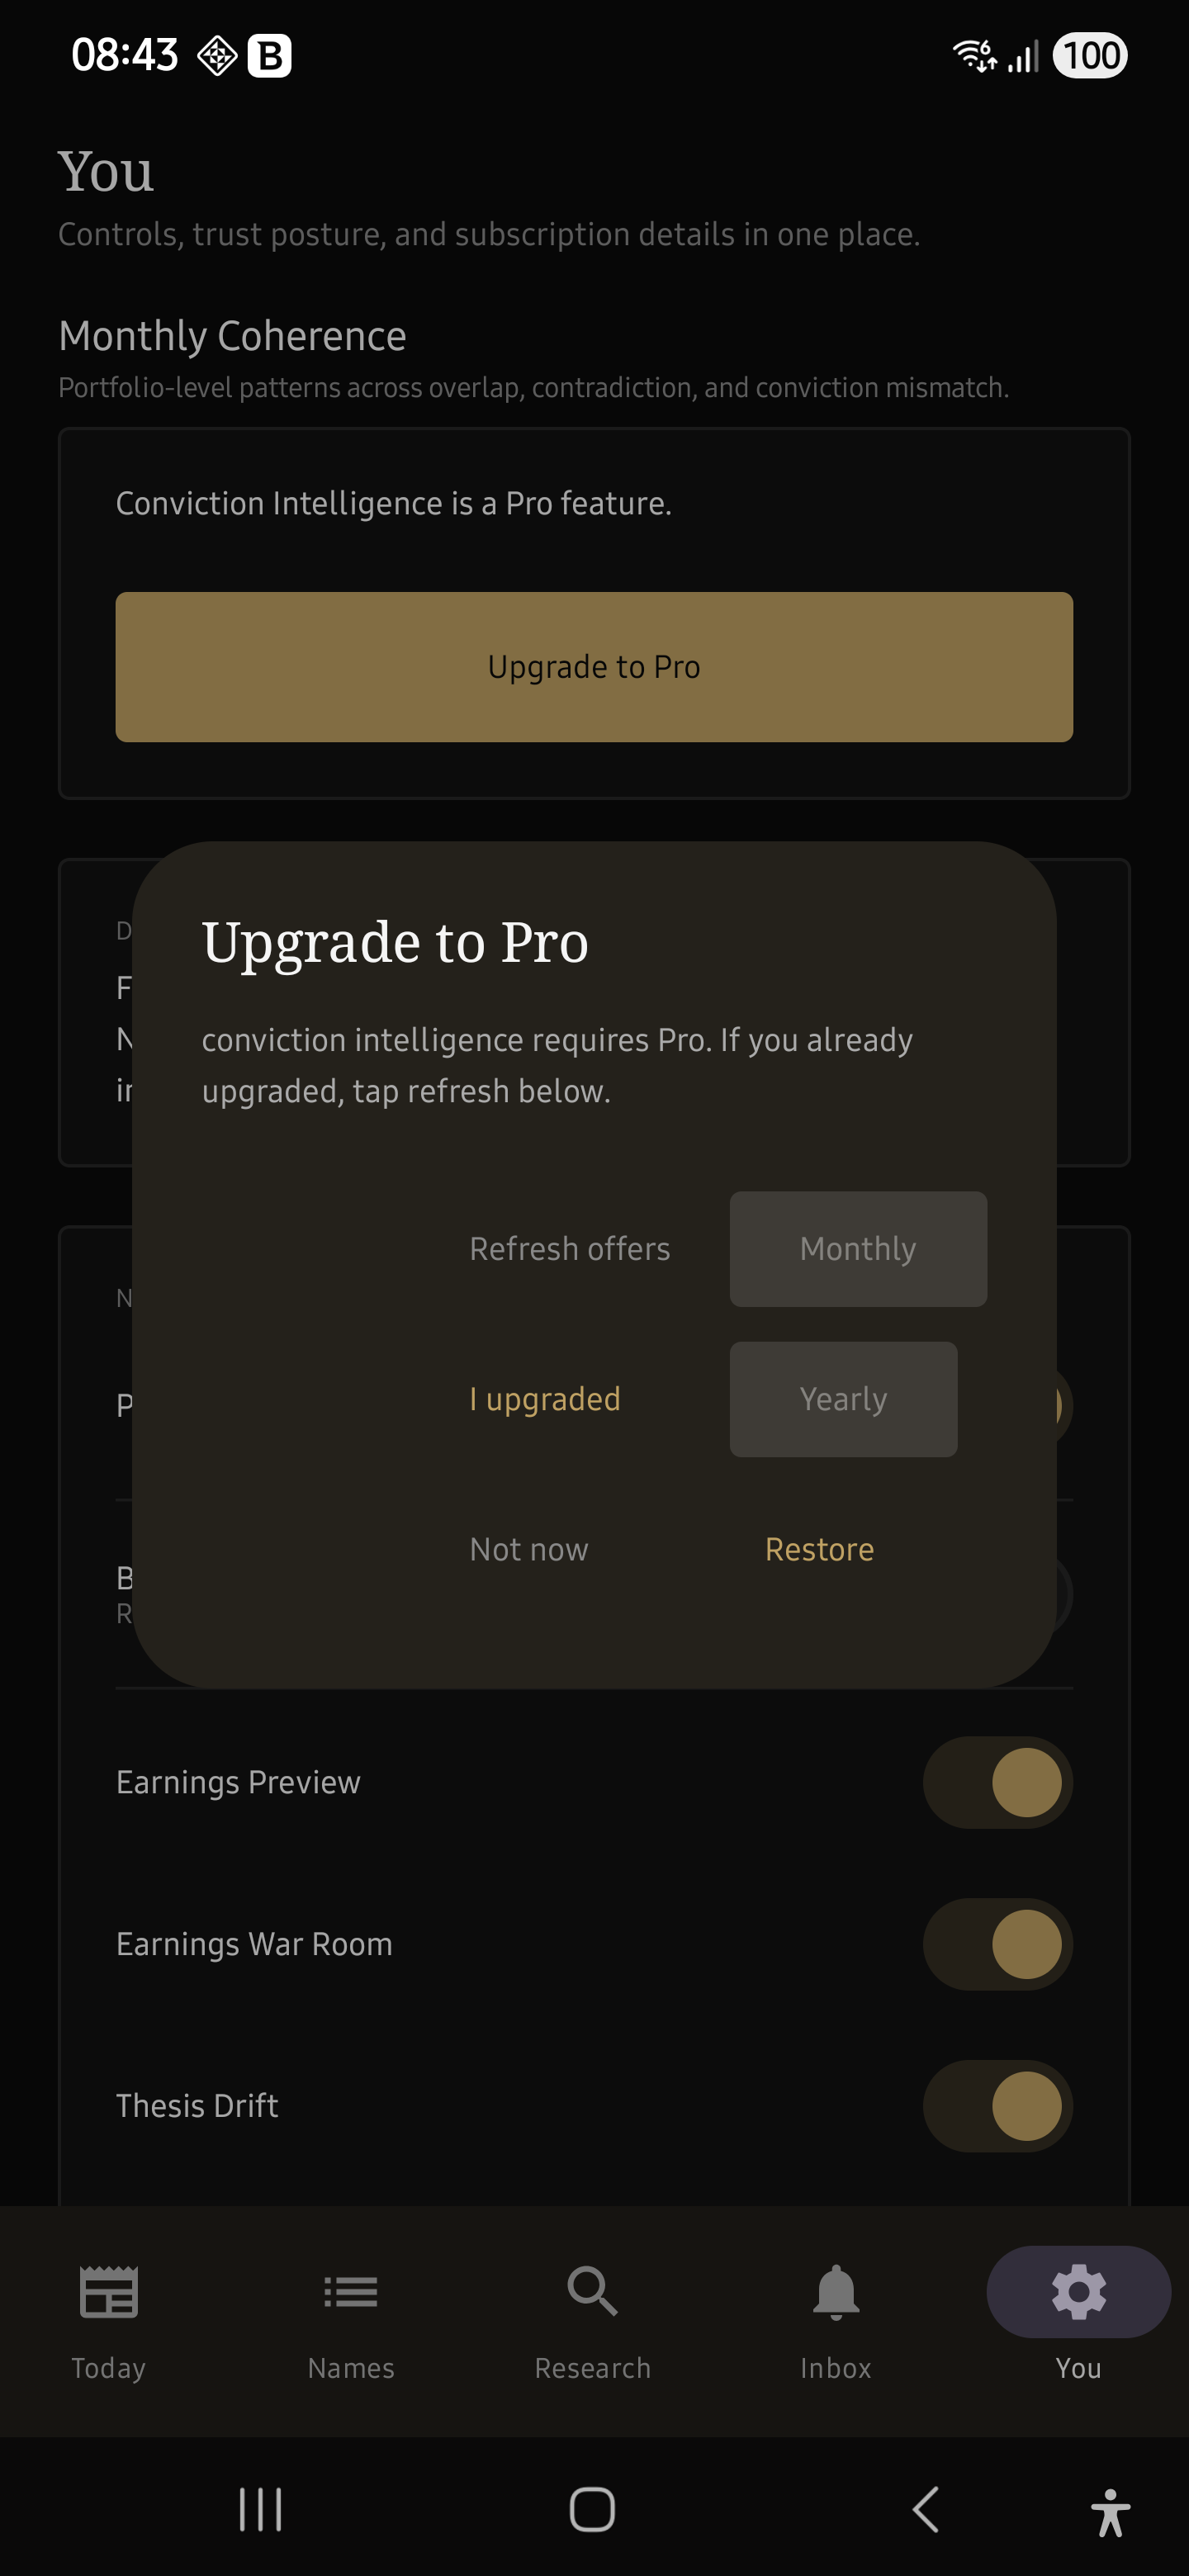 08:43 B 6 100
You
Controls, trust posture, and subscription details in one place.
Monthly Coherence
Portfolio-level patterns across overlap, contradiction, and conviction mismatch.
Conviction Intelligence is a Pro feature.
Upgrade to Pro
D
F
N
Upgrade to Pro
conviction intelligence requires Pro. If you already
upgraded, tap refresh below.
Refresh offers Monthly
N
I upgraded Yearly
P
Not now Restore
B
R
Earnings Preview
Earnings War Room
Thesis Drift
Today Names Research Inbox You